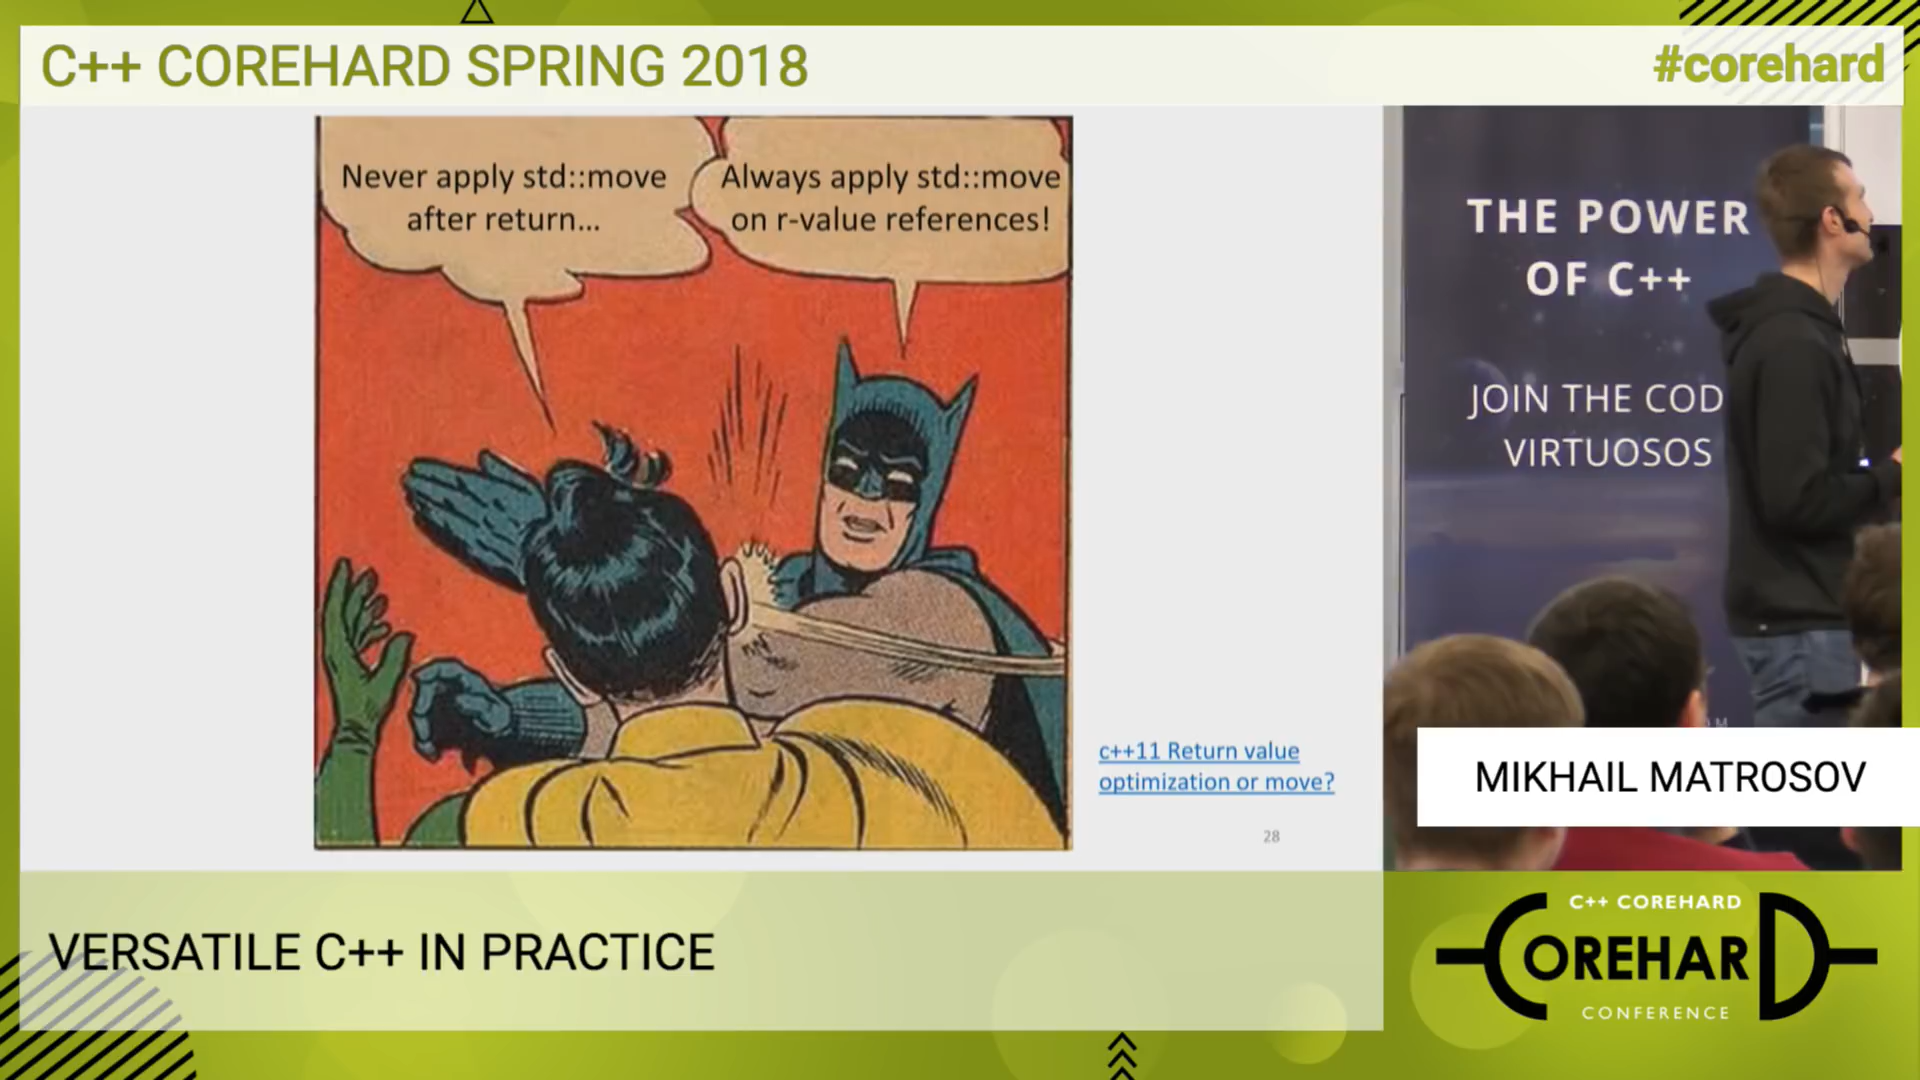 C++ COREHARD SPRING 2018
#corehard
Never apply std::move
after return...
Always apply std::move
on r-value references!
c++11 Return value
optimization or move?
28
THE POWER
OF C++
JOIN THE COD
VIRTUOSOS
MIKHAIL MATROSOV
VERSATILE C++ IN PRACTICE
C++ COREHARD
COREHARD
CONFERENCE